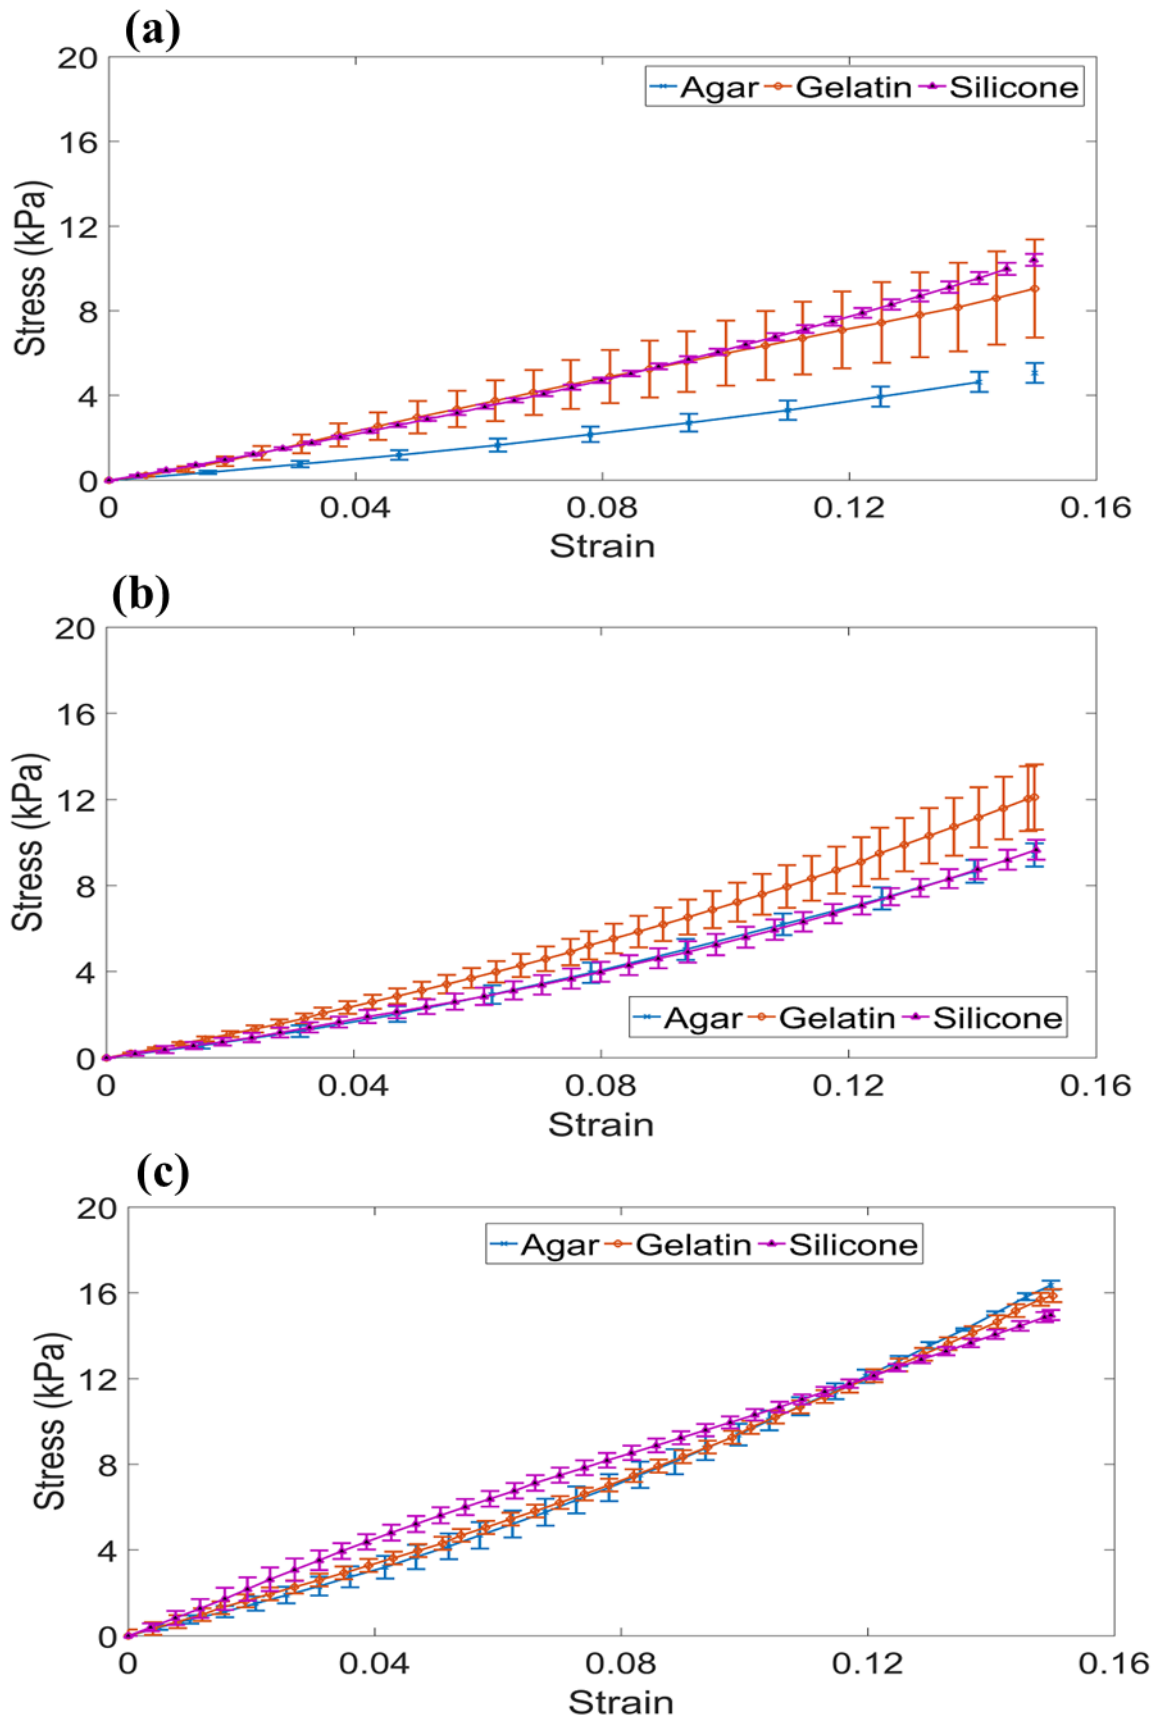 (a)
20
16
12
8
4
0
Stress (kPa)
Agar Gelatin Silicone
0 0.04 0.08 0.12 0.16
Strain
(b)
20
16
12
8
4
0
Stress (kPa)
Agar Gelatin Silicone
0 0.04 0.08 0.12 0.16
Strain
(c)
20
16
12
8
4
0
Stress (kPa)
Agar Gelatin Silicone
0 0.04 0.08 0.12 0.16
Strain